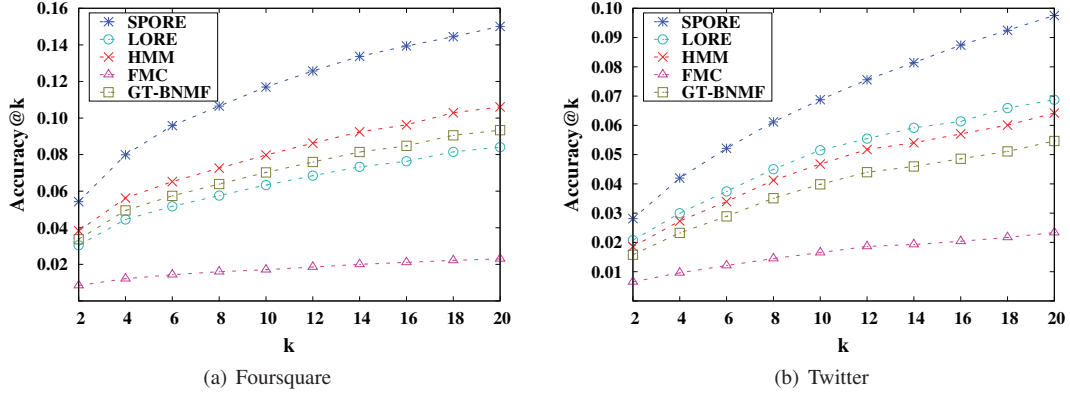 0.16
0.14
0.12
0.10
0.08
0.06
0.04
0.02
Accuracy@k
SPORE
LORE
HMM
FMC
GT-BNMF
2 4 6 8 10 12 14 16 18 20
k
(a) Foursquare
0.10
0.09
0.08
0.07
0.06
0.05
0.04
0.03
0.02
0.01
Accuracy@k
SPORE
LORE
HMM
FMC
GT-BNMF
2 4 6 8 10 12 14 16 18 20
k
(b) Twitter